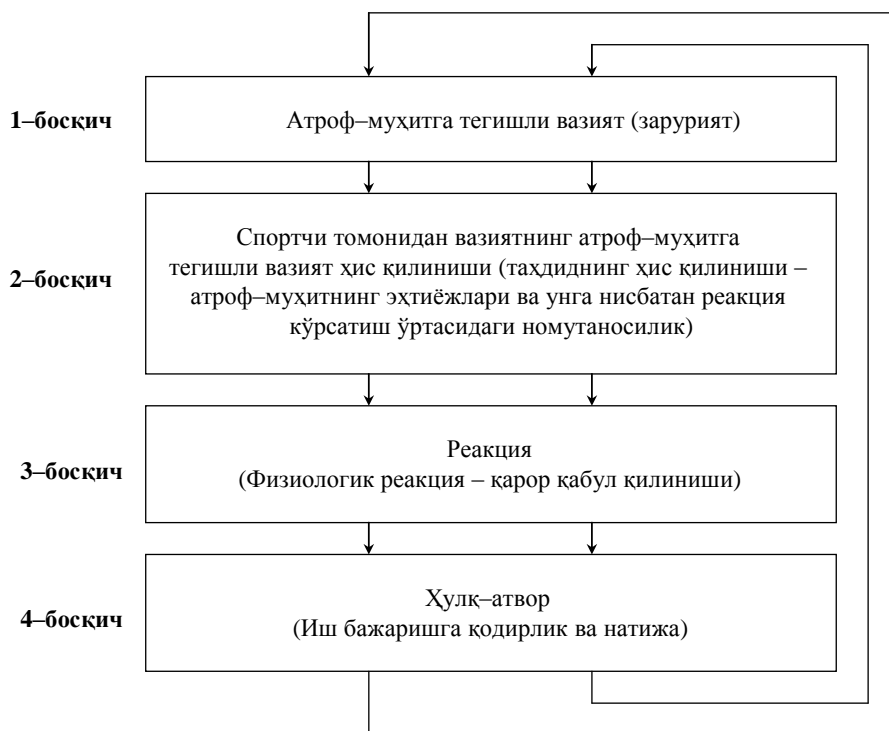 1–босқич
Атроф–муҳитга тегишли вазият (зарурият)
2–босқич
Спортчи томонидан вазиятнинг атроф–муҳитга
тегишли вазият ҳис қилиниши (таҳдиднинг ҳис қилиниши –
атроф–муҳитнинг эҳтиёжлари ва унга нисбатан реакция
кўрсатиш ўртасидаги номутаносилик)
3–босқич
Реакция
(Физиологик реакция – қарор қабул қилиниши)
4–босқич
Ҳулқ–атвор
(Иш бажаришга қодирлик ва натижа)